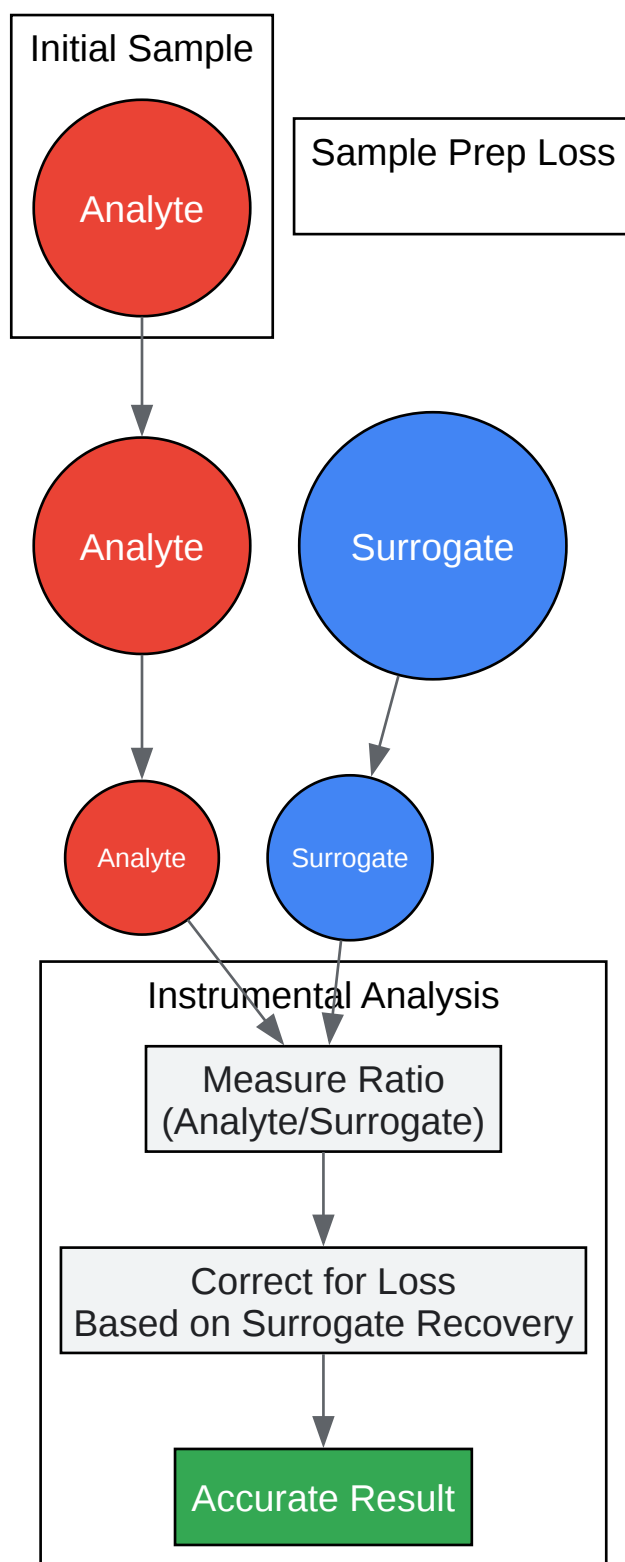 Initial Sample
Analyte
Sample Prep Loss
Analyte
Surrogate
Analyte
Surrogate
Instrumental Analysis
Measure Ratio
(Analyte/Surrogate)
Correct for Loss
Based on Surrogate Recovery
Accurate Result